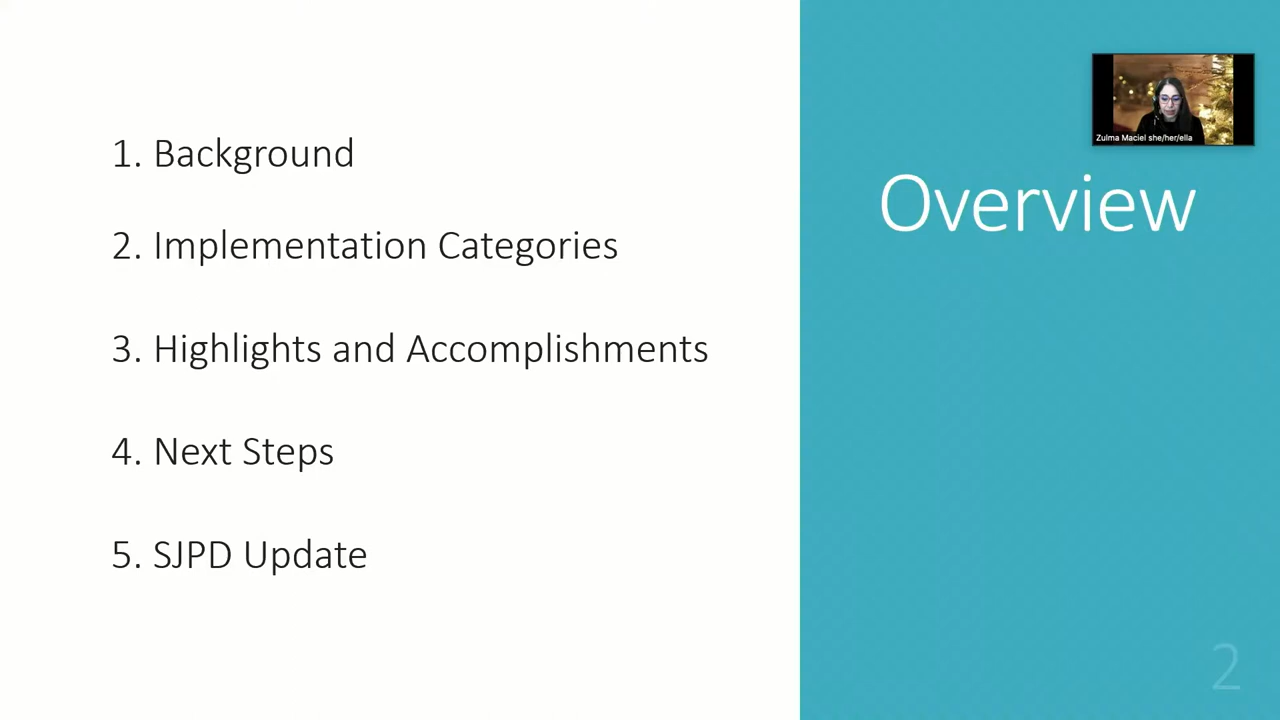 1. Background
2. Implementation Categories
3. Highlights and Accomplishments
4. Next Steps
5. SJPD Update
Zulma Maciel she/her/ella
Overview
2